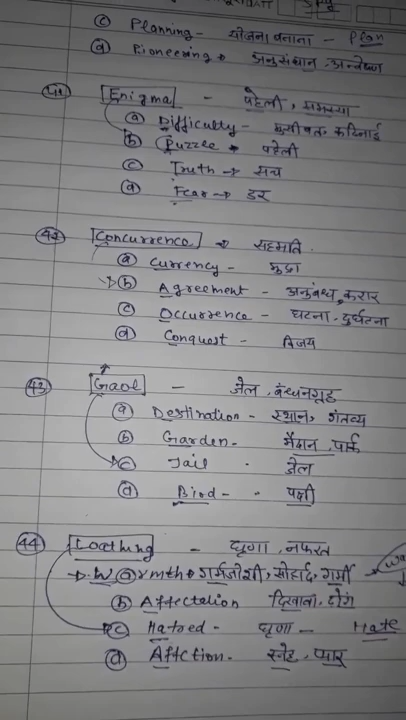 (c) Planning - योजना बनाना - Plan
(d) Pioneering → अनुसंधान, अन्वेषण
41 Enigma - पहेली, समस्या
(a) Difficulty - मुसीबत, कठिनाई
(b) Puzzle → पहेली
(c) Truth → सच
(d) Fear → डर
42 Concurrence → सहमति
(a) Currency - मुद्रा
(b) Agreement - अनुबंध, करार
(c) Occurrence - घटना, दुर्घटना
(d) Conquest - विजय
43 Gaol - जेल, बंधनगृह
(a) Destination - स्थान, गंतव्य
(b) Garden - मैदान, पार्क
(c) Jail - जेल
(d) Bird - पक्षी
44 Loathing - घृणा, नफरत
(a) Warmth → गर्मजोशी, सौहार्द, गर्मी
(b) Affectation दिखावा, ढोंग
(c) Hatred - घृणा - Hate
(d) Affction - स्नेह, प्यार